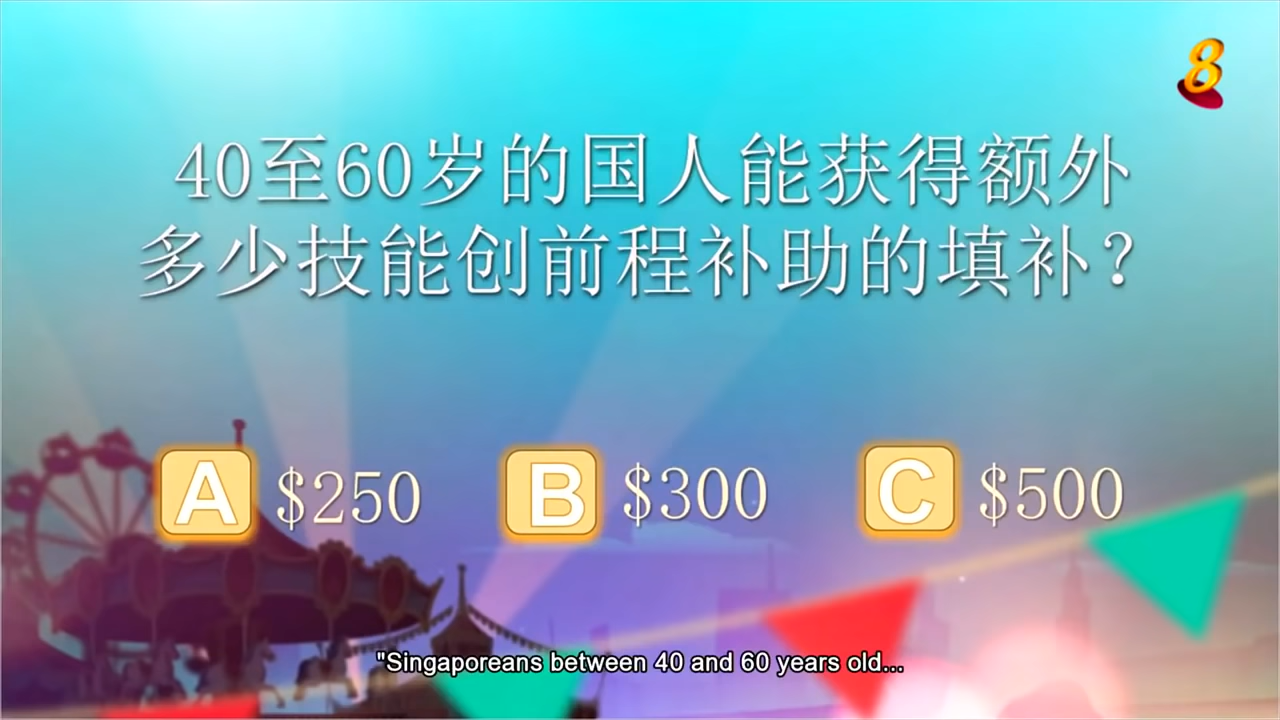 8
40至60岁的国人能获得额外
多少技能创前程补助的填补？
A $250 B $300 C $500
"Singaporeans between 40 and 60 years old...